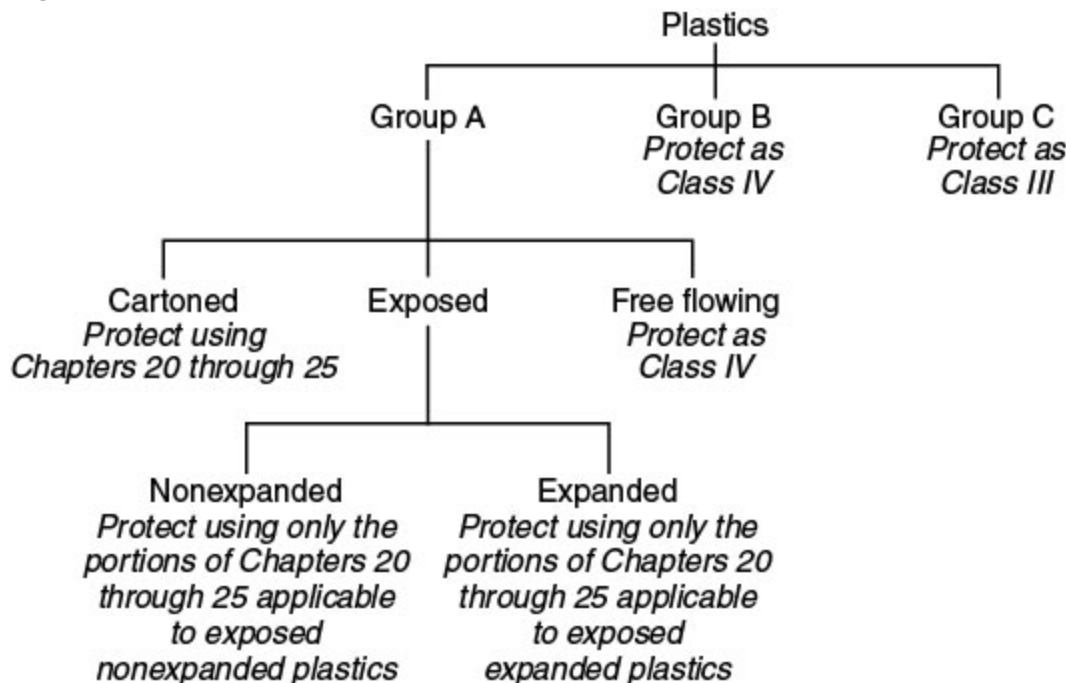 Plastics
Group A
Group B
Protect as
Class IV
Group C
Protect as
Class III
Cartoned
Protect using
Chapters 20 through 25
Exposed
Free flowing
Protect as
Class IV
Nonexpanded
Protect using only the
portions of Chapters 20
through 25 applicable
to exposed
nonexpanded plastics
Expanded
Protect using only the
portions of Chapters 20
through 25 applicable
to exposed
expanded plastics